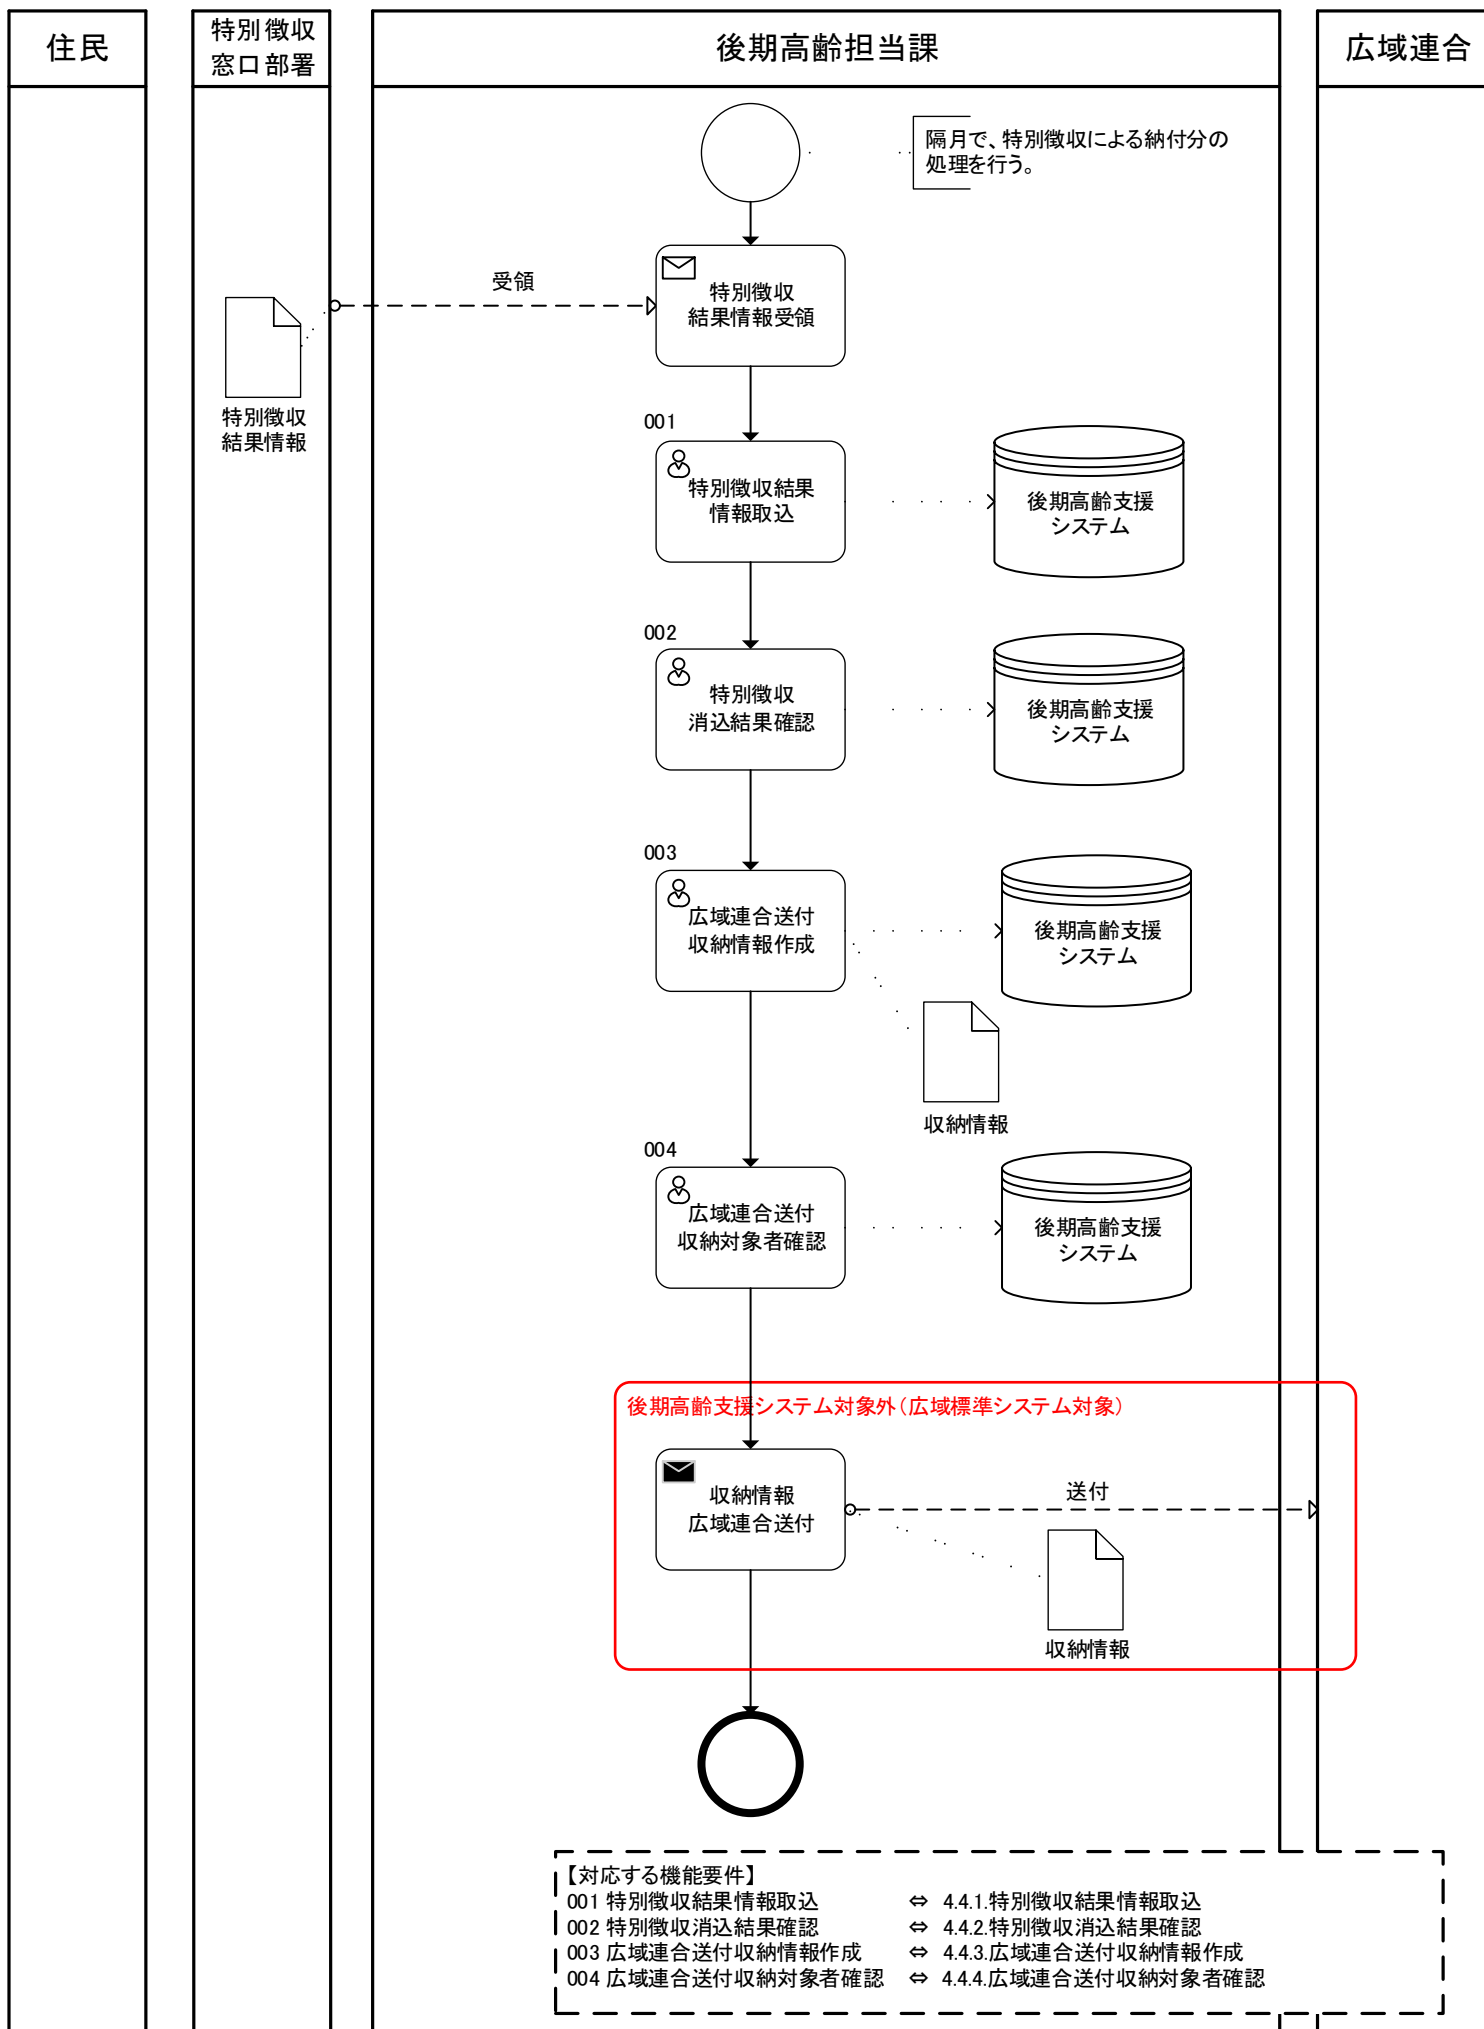 住民
特別徴収
窓口部署
後期高齢担当課
広域連合
隔月で、特別徴収による納付分の
処理を行う。
受領
特別徴収
結果情報受領
特別徴収
結果情報
001
特別徴収結果
情報取込
後期高齢支援
システム
002
特別徴収
消込結果確認
後期高齢支援
システム
003
広域連合送付
収納情報作成
後期高齢支援
システム
収納情報
004
広域連合送付
収納対象者確認
後期高齢支援
システム
後期高齢支援システム対象外（広域標準システム対象）
収納情報
広域連合送付
送付
収納情報
【対応する機能要件】
001 特別徴収結果情報取込 ⇔ 4.4.1.特別徴収結果情報取込
002 特別徴収消込結果確認 ⇔ 4.4.2.特別徴収消込結果確認
003 広域連合送付収納情報作成 ⇔ 4.4.3.広域連合送付収納情報作成
004 広域連合送付収納対象者確認 ⇔ 4.4.4.広域連合送付収納対象者確認